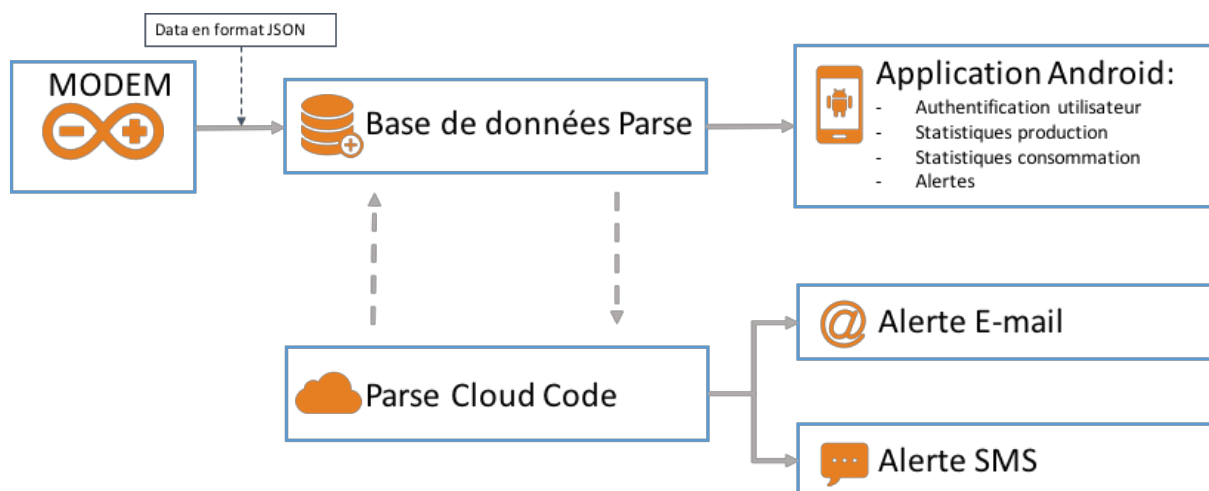 Data en format JSON
MODEM
Base de données Parse
Application Android:
- Authentification utilisateur
- Statistiques production
- Statistiques consommation
- Alertes
Parse Cloud Code
@ Alerte E-mail
Alerte SMS